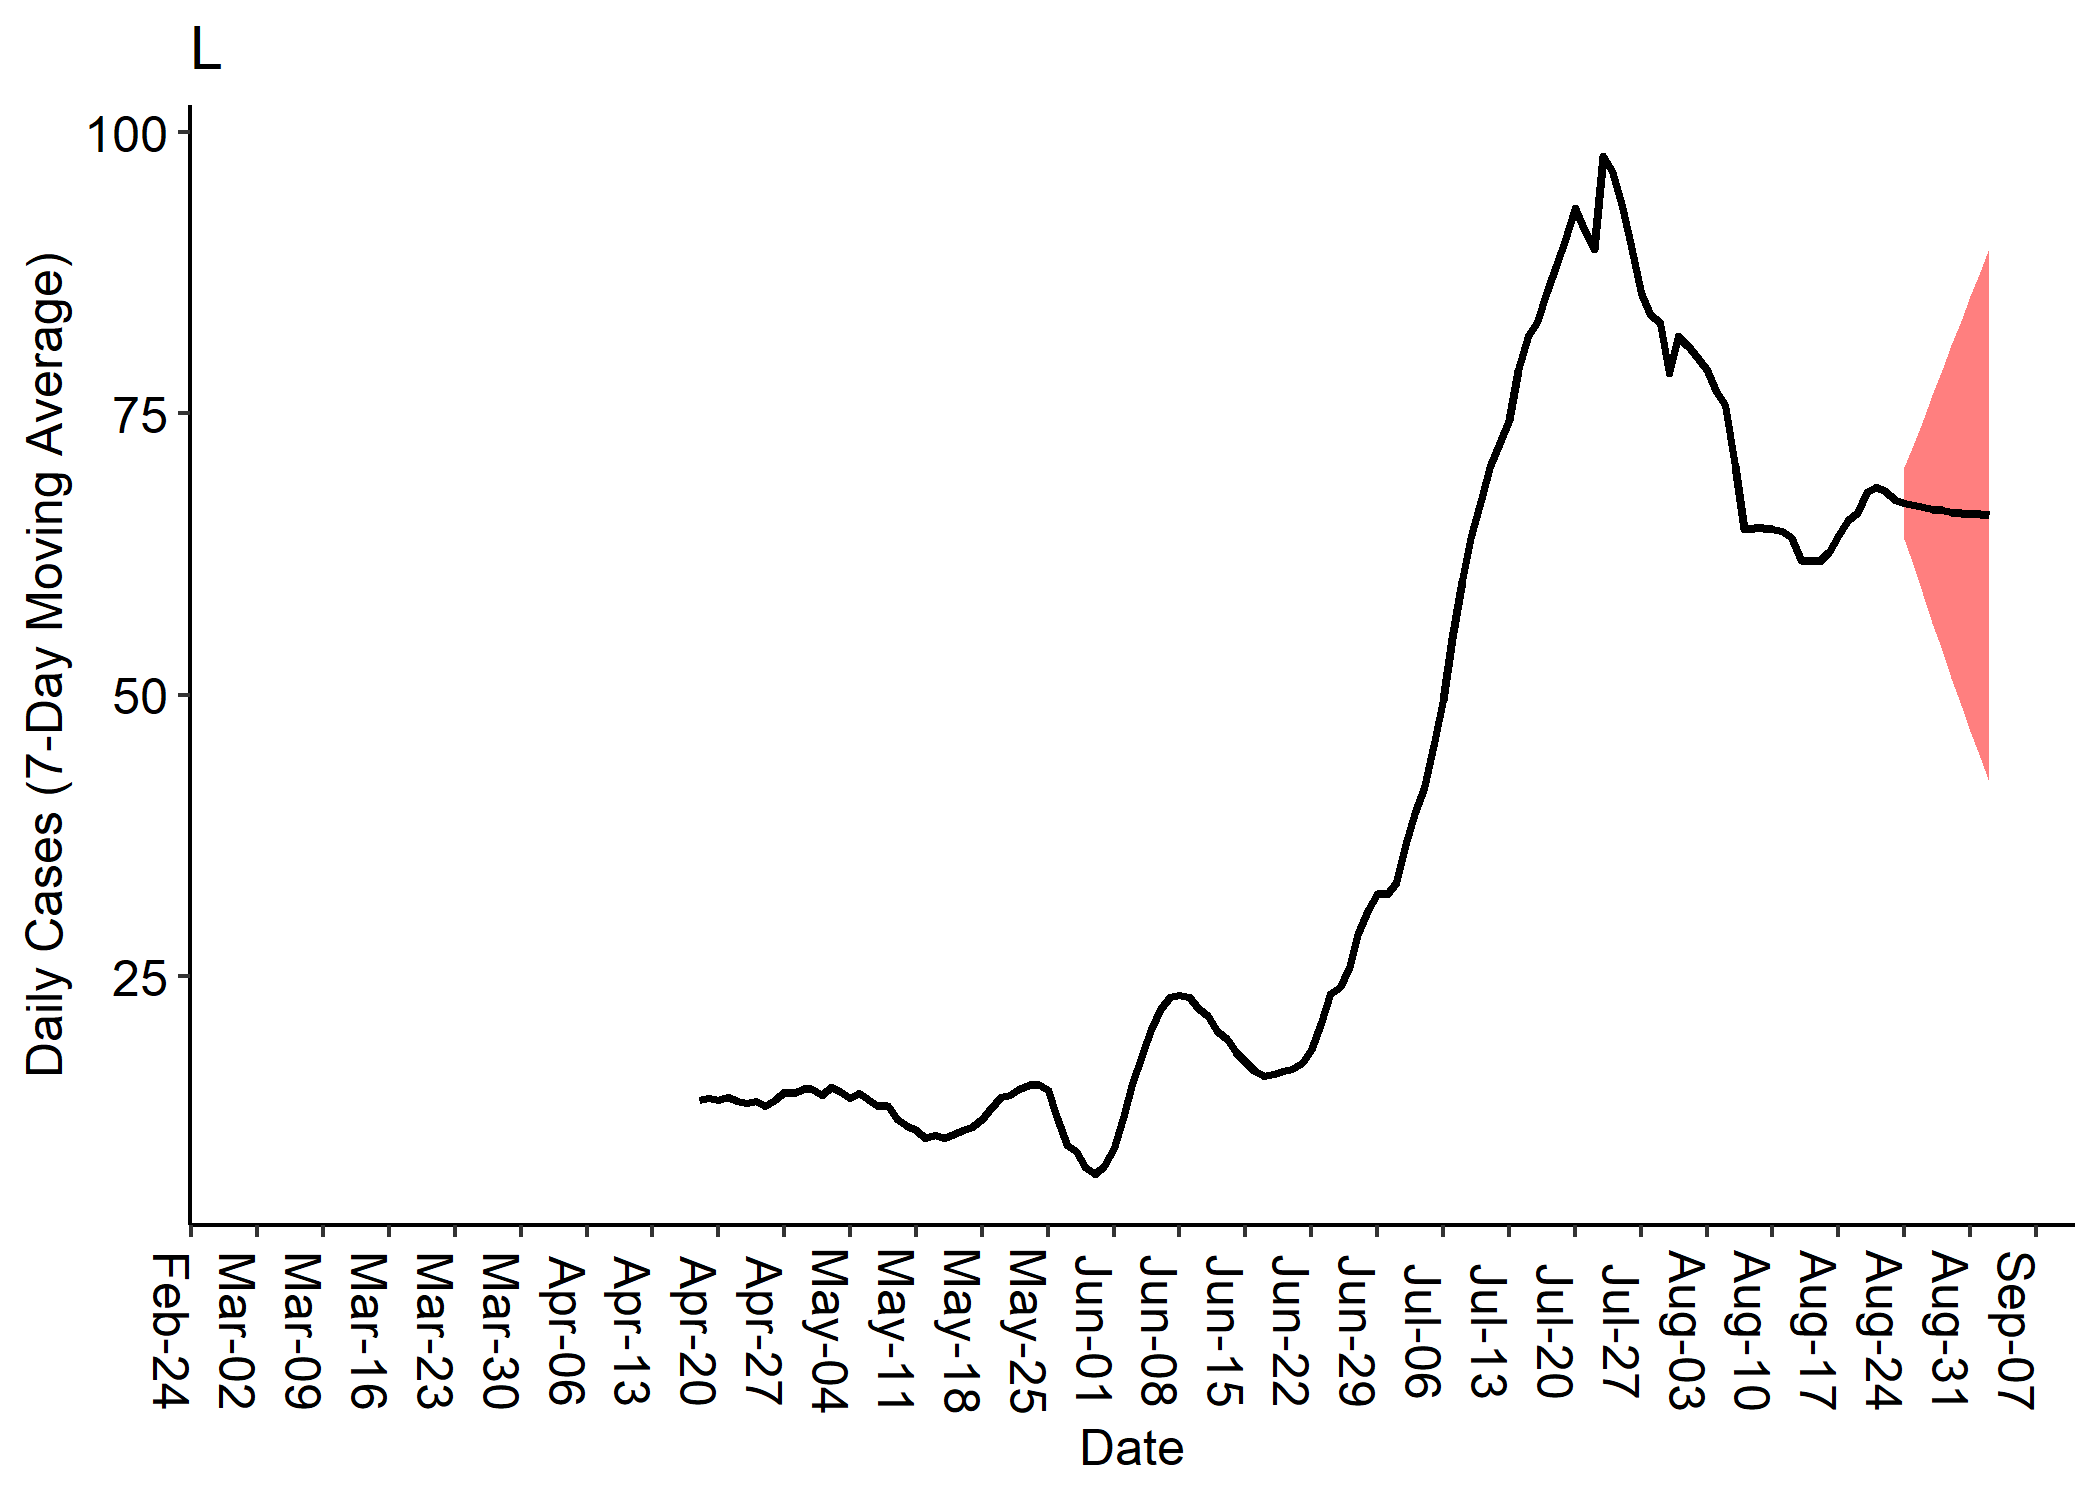 L
Daily Cases (7-Day Moving Average)
100
75
50
25
Feb-24
Mar-02
Mar-09
Mar-16
Mar-23
Mar-30
Apr-06
Apr-13
Apr-20
Apr-27
May-04
May-11
May-18
May-25
Jun-01
Jun-08
Jun-15
Jun-22
Jun-29
Jul-06
Jul-13
Jul-20
Jul-27
Aug-03
Aug-10
Aug-17
Aug-24
Aug-31
Sep-07
Date